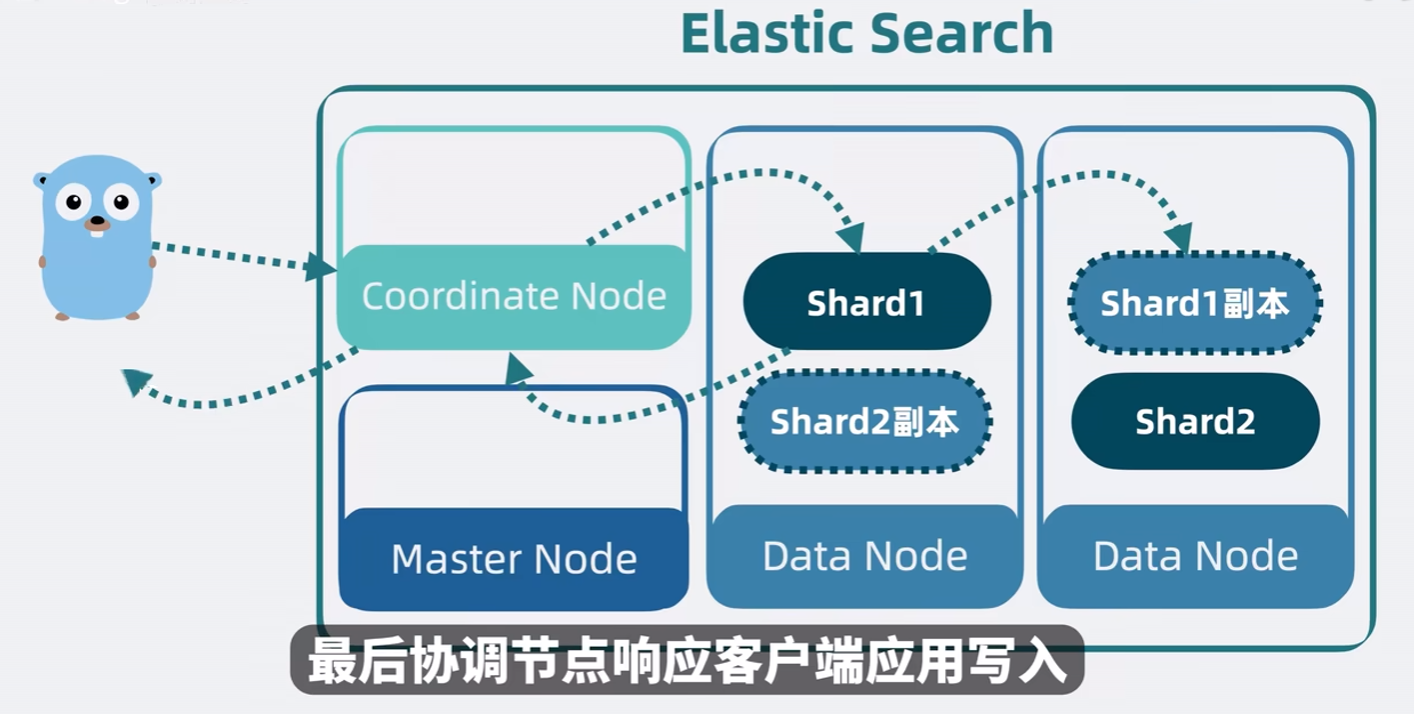 Elastic Search
Coordinate Node
Shard1
Shard1副本
Shard2副本
Shard2
Master Node
Data Node
Data Node
最后协调节点响应客户端应用写入